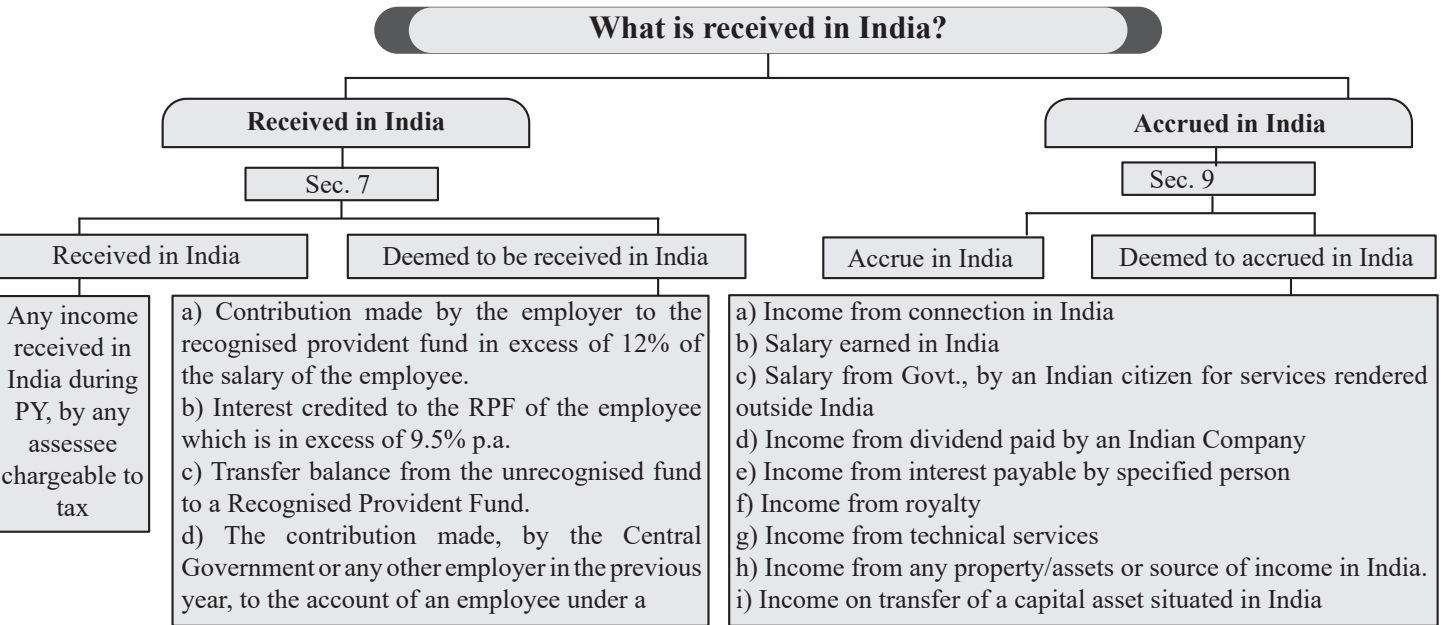 What is received in India?
Received in India
Accrued in India
Sec. 7
Sec. 9
Received in India
Deemed to be received in India
Accrue in India
Deemed to accrued in India
Any income
received in
India during
PY, by any
assessee
chargeable to
tax
a) Contribution made by the employer to the
recognised provident fund in excess of 12% of
the salary of the employee.
b) Interest credited to the RPF of the employee
which is in excess of 9.5% p.a.
c) Transfer balance from the unrecognised fund
to a Recognised Provident Fund.
d) The contribution made, by the Central
Government or any other employer in the previous
year, to the account of an employee under a
a) Income from connection in India
b) Salary earned in India
c) Salary from Govt., by an Indian citizen for services rendered
outside India
d) Income from dividend paid by an Indian Company
e) Income from interest payable by specified person
f) Income from royalty
g) Income from technical services
h) Income from any property/assets or source of income in India.
i) Income on transfer of a capital asset situated in India